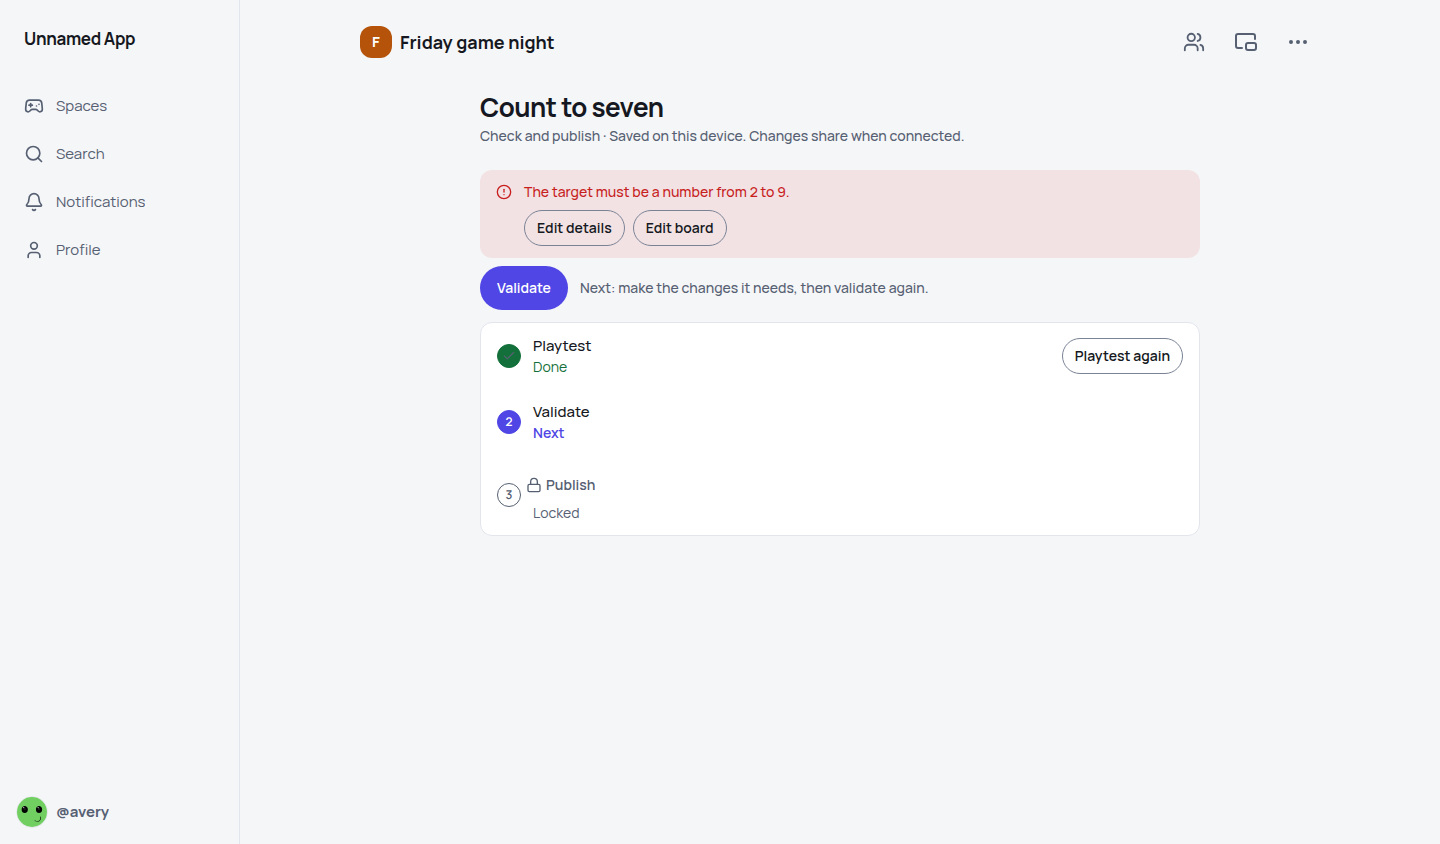 Unnamed App
Spaces
Search
Notifications
Profile
@avery
F Friday game night
Count to seven
Check and publish · Saved on this device. Changes share when connected.
The target must be a number from 2 to 9.
Edit details Edit board
Validate Next: make the changes it needs, then validate again.
Playtest
Done
Playtest again
2 Validate
Next
3 Publish
Locked